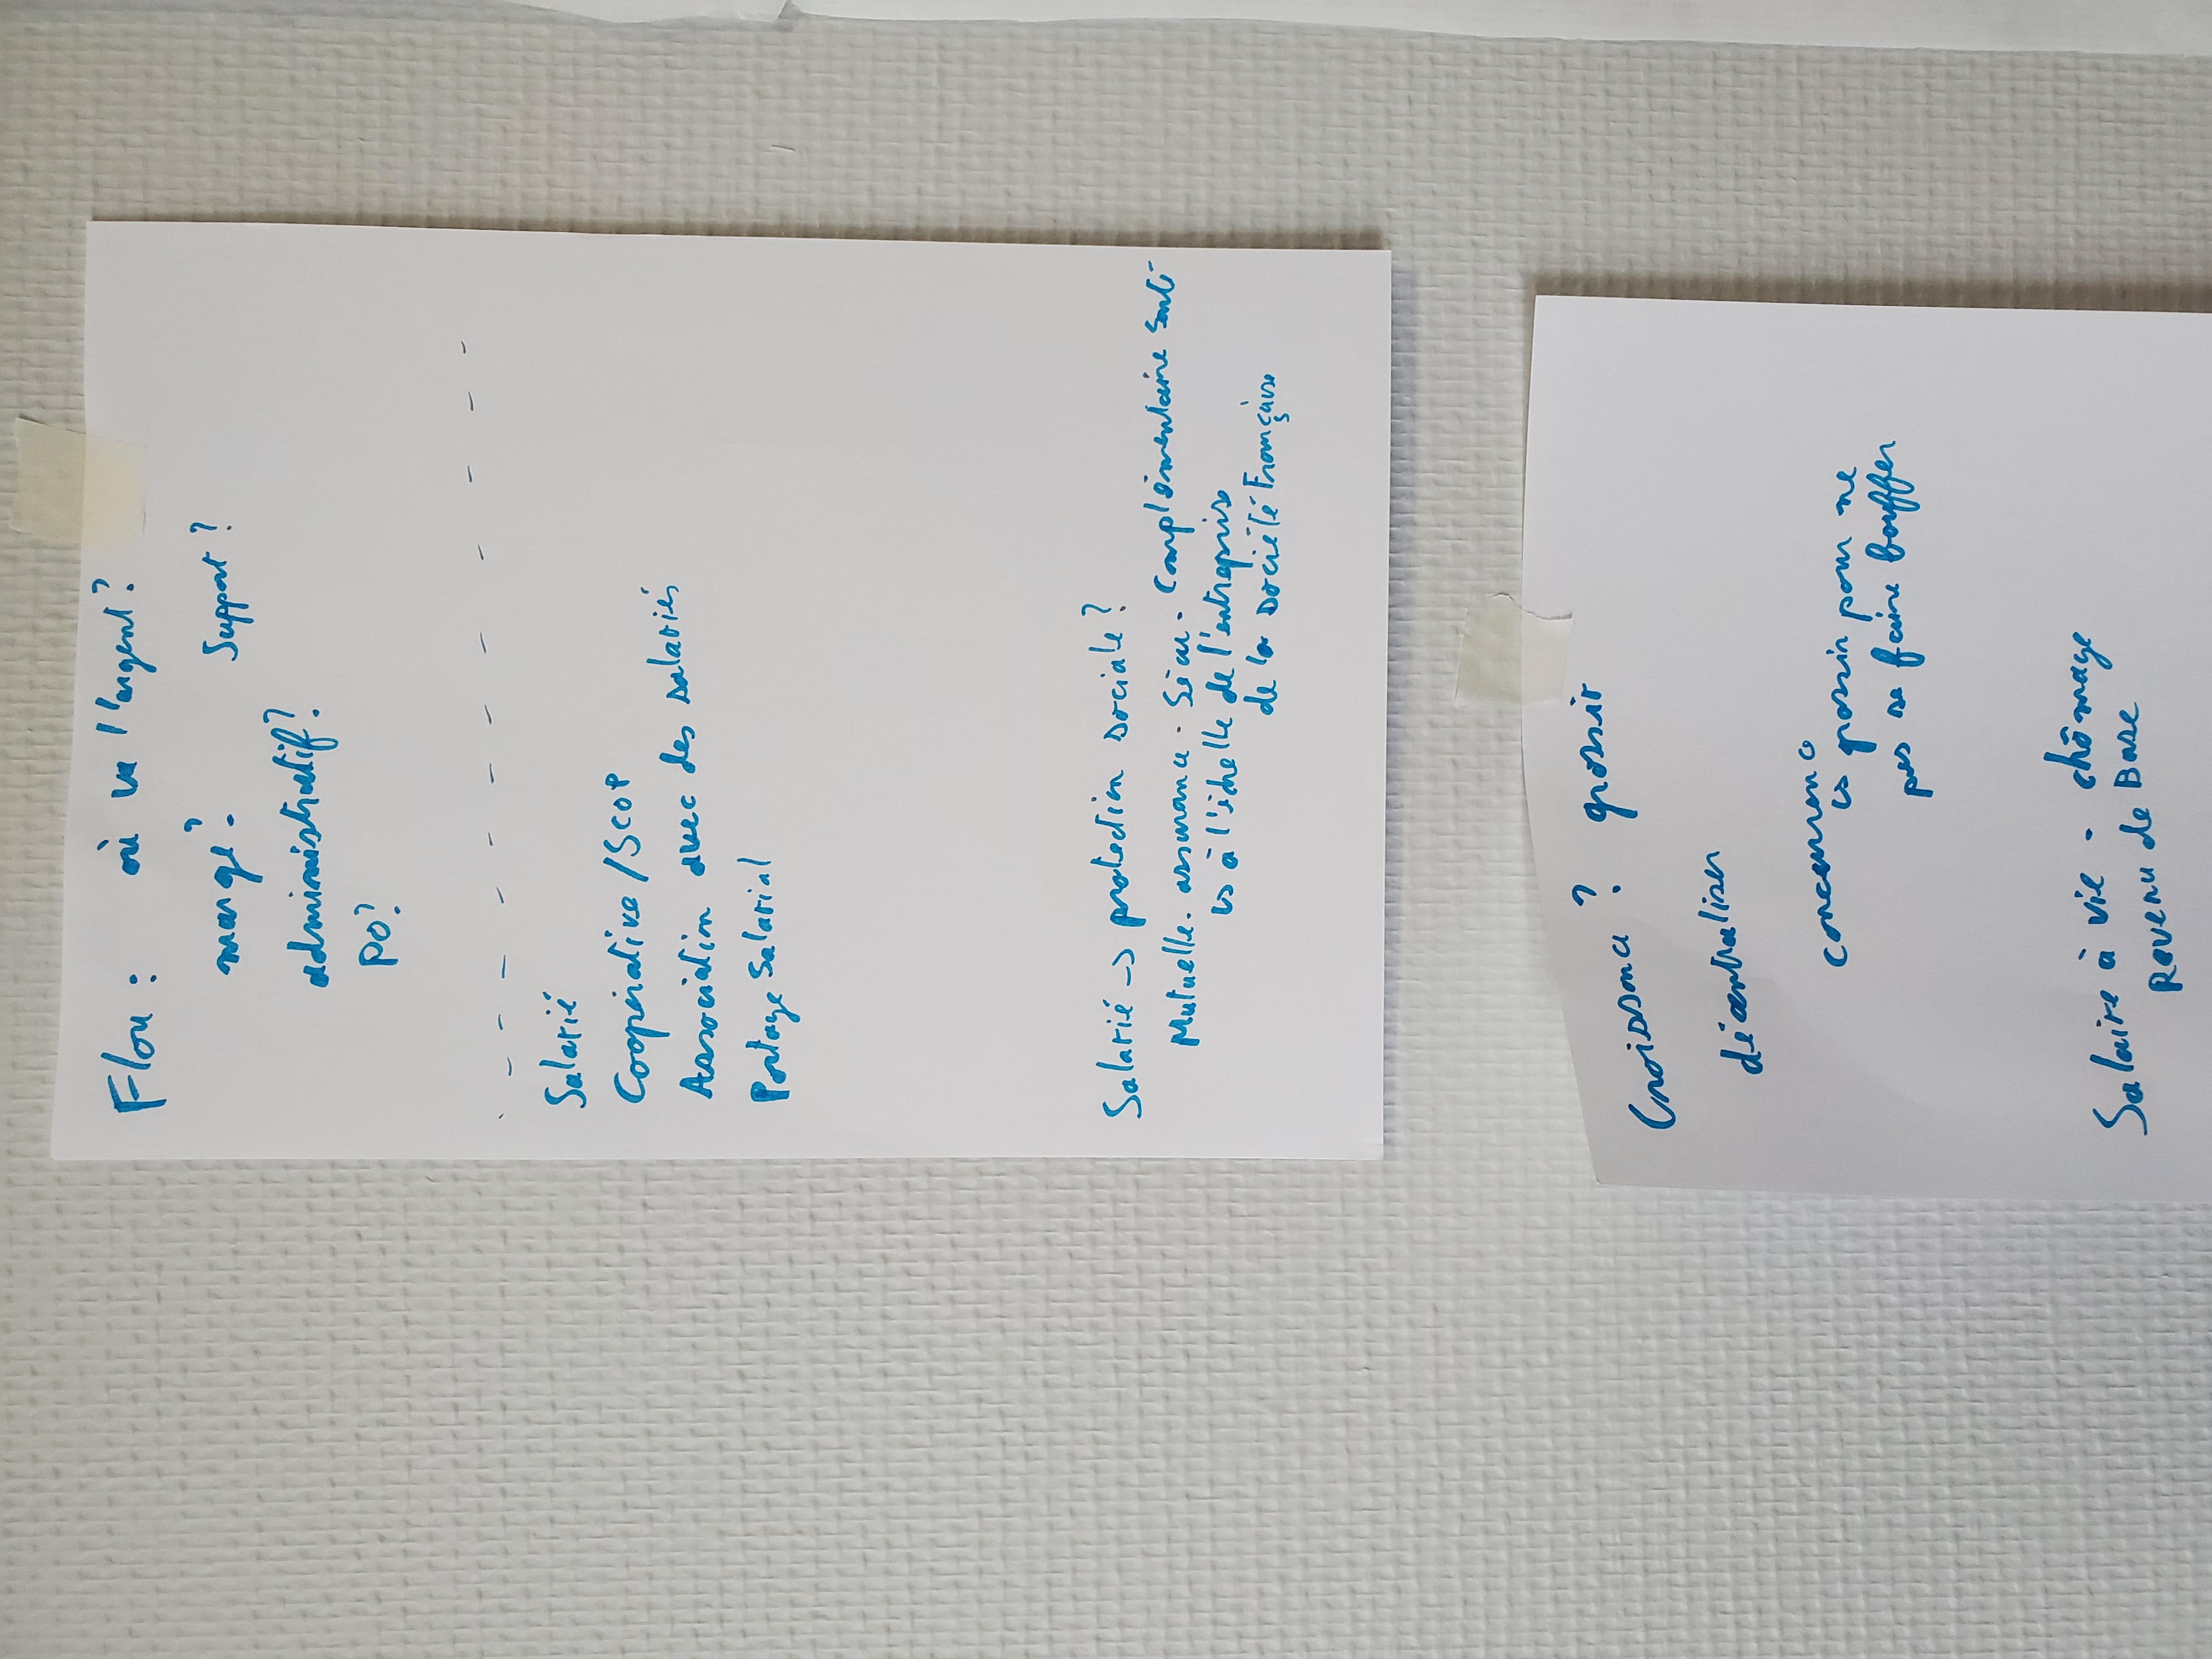 Flou : où va l'argent ?
marge ? Support ?
administratif ?
PO ?
Salarié
Coopérative / SCOP
Association avec des salariés
Portage Salarial
Salarié -> protection sociale ?
Mutuelle. assurance. Sécu. Complémentaire Santé
↳ à l'échelle de l'entreprise
de la société Française
Croissance ? grossir
décentraliser
concurrence
↳ grossir pour ne
pas se faire bouffer
Salaire à vie. chômage
Revenu de Base